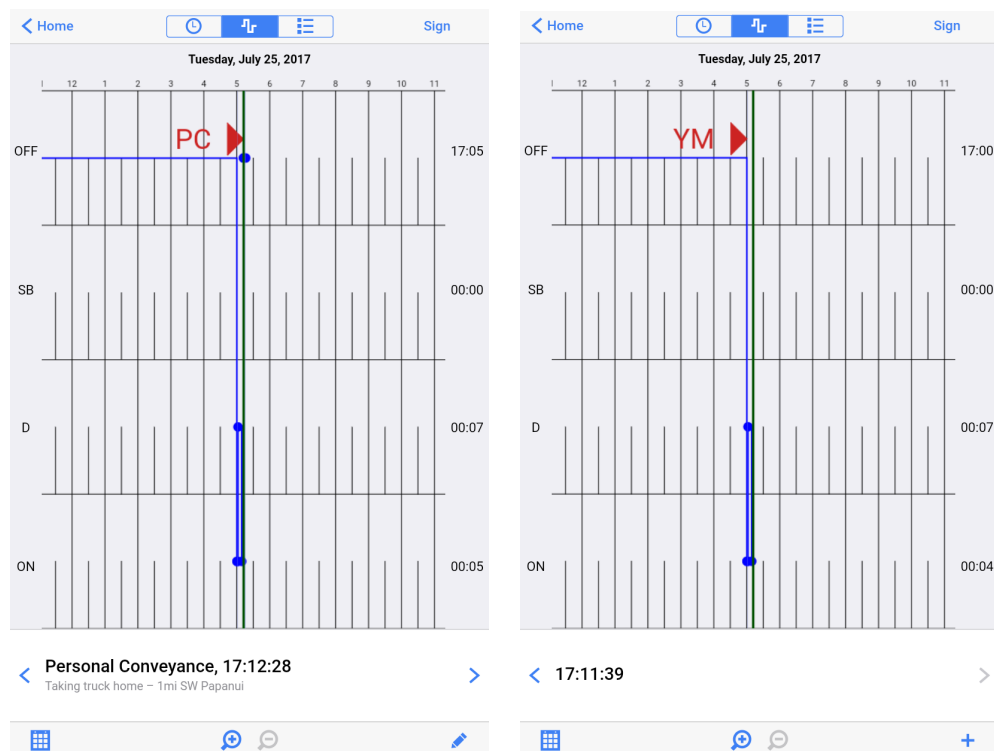 Home Sign
Tuesday, July 25, 2017
12 1 2 3 4 5 6 7 8 9 10 11
PC
OFF 17:05
SB 00:00
D 00:07
ON 00:05
Personal Conveyance, 17:12:28
Taking truck home – 1mi SW Papanui
Home Sign
Tuesday, July 25, 2017
12 1 2 3 4 5 6 7 8 9 10 11
YM
OFF 17:00
SB 00:00
D 00:07
ON 00:04
17:11:39